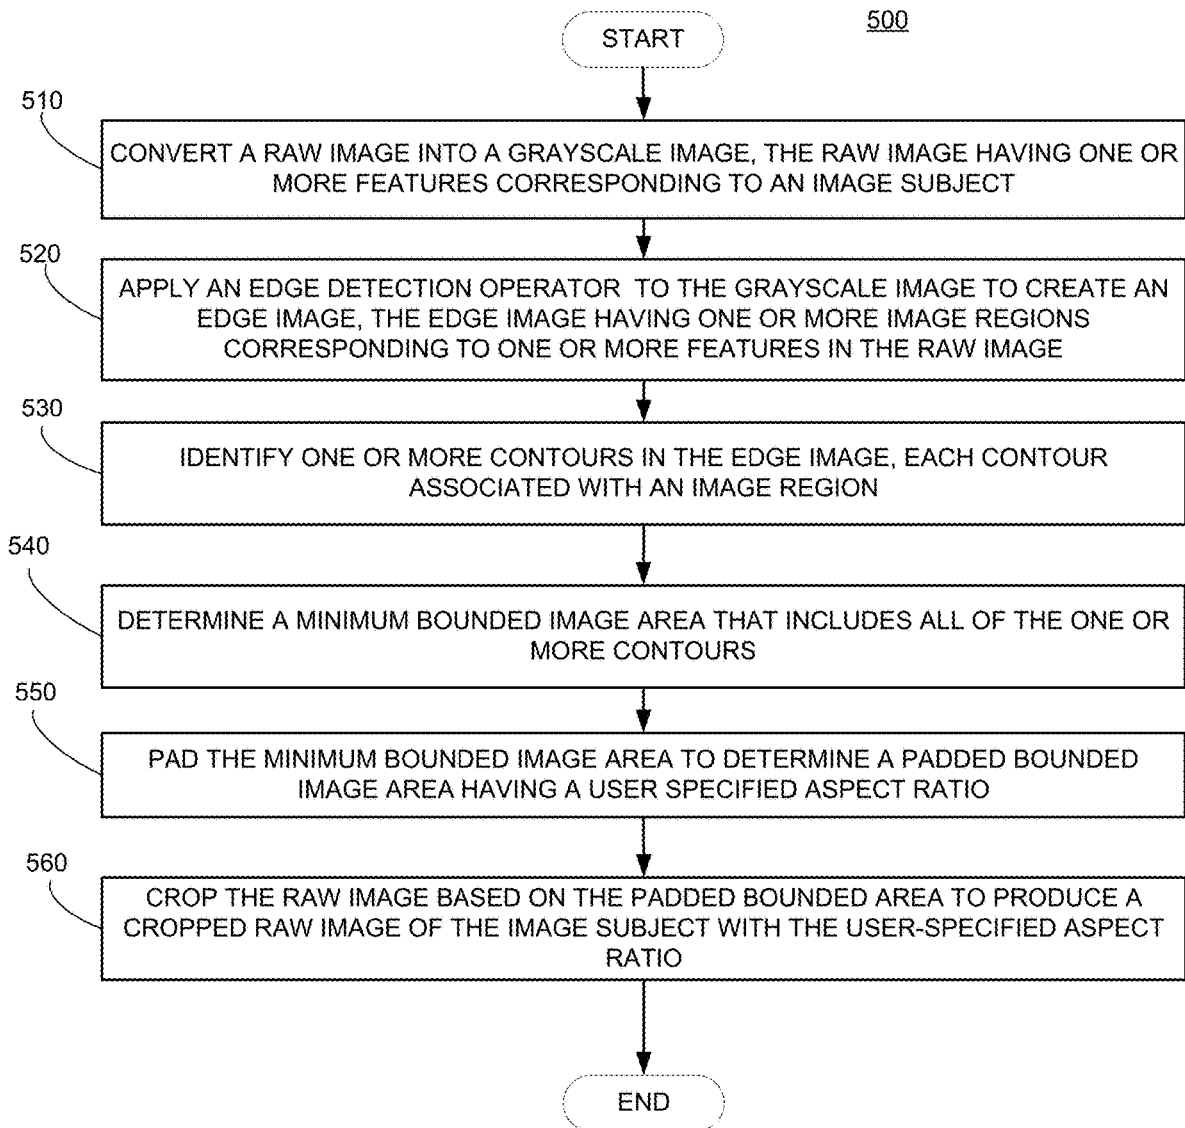 500
START
510
CONVERT A RAW IMAGE INTO A GRAYSCALE IMAGE, THE RAW IMAGE HAVING ONE OR
MORE FEATURES CORRESPONDING TO AN IMAGE SUBJECT
520
APPLY AN EDGE DETECTION OPERATOR TO THE GRAYSCALE IMAGE TO CREATE AN
EDGE IMAGE, THE EDGE IMAGE HAVING ONE OR MORE IMAGE REGIONS
CORRESPONDING TO ONE OR MORE FEATURES IN THE RAW IMAGE
530
IDENTIFY ONE OR MORE CONTOURS IN THE EDGE IMAGE, EACH CONTOUR
ASSOCIATED WITH AN IMAGE REGION
540
DETERMINE A MINIMUM BOUNDED IMAGE AREA THAT INCLUDES ALL OF THE ONE OR
MORE CONTOURS
550
PAD THE MINIMUM BOUNDED IMAGE AREA TO DETERMINE A PADDED BOUNDED
IMAGE AREA HAVING A USER SPECIFIED ASPECT RATIO
560
CROP THE RAW IMAGE BASED ON THE PADDED BOUNDED AREA TO PRODUCE A
CROPPED RAW IMAGE OF THE IMAGE SUBJECT WITH THE USER-SPECIFIED ASPECT
RATIO
END